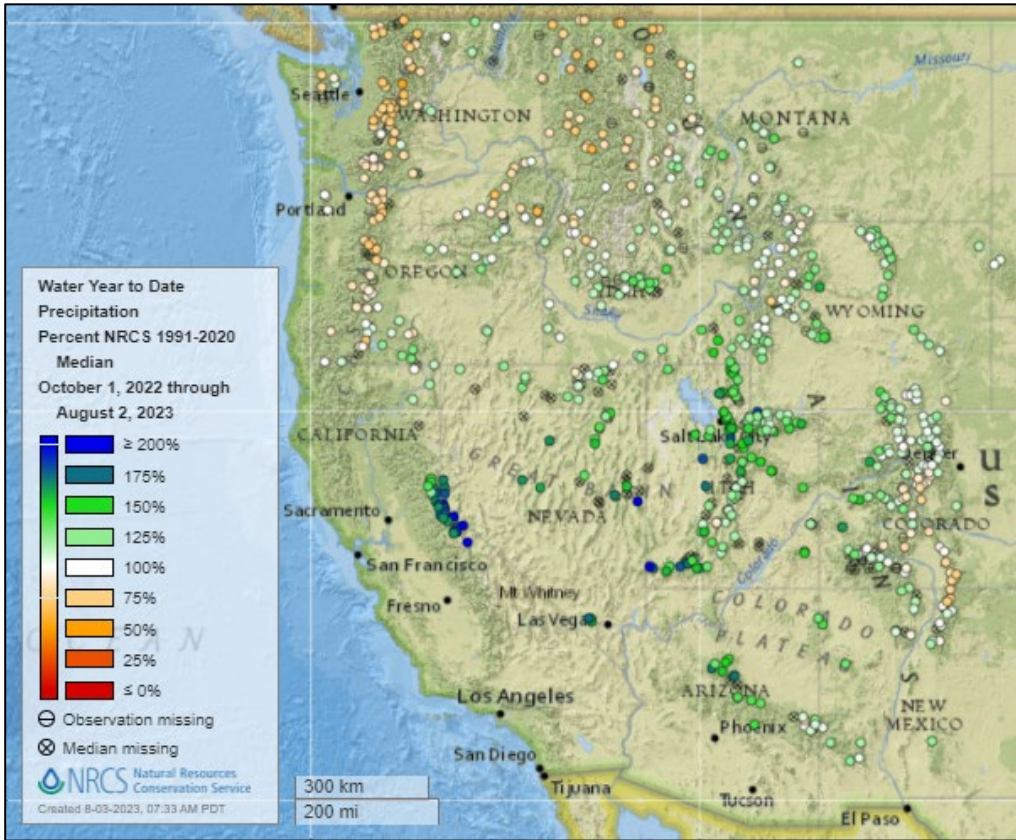 Missouri
Seattle
WASHINGTON
MONTANA
Portland
OREGON
Snake
WYOMING
Water Year to Date
Precipitation
Percent NRCS 1991-2020
Median
October 1, 2022 through
August 2, 2023
≥ 200%
175%
150%
125%
100%
75%
50%
25%
≤ 0%
Observation missing
Median missing
NRCS Natural Resources
Conservation Service
Created 8-03-2023, 07:33 AM PDT
CALIFORNIA
Salt Lake City
Denver
U
S
GREAT BASIN
UTAH
NEVADA
COLORADO
Sacramento
San Francisco
Colorado
Mt Whitney
Fresno
Las Vegas
COLORADO
PLATEAU
OCEAN
ARIZONA
NEW
MEXICO
Los Angeles
Phoenix
San Diego
Tijuana
Tucson
El Paso
300 km
200 mi